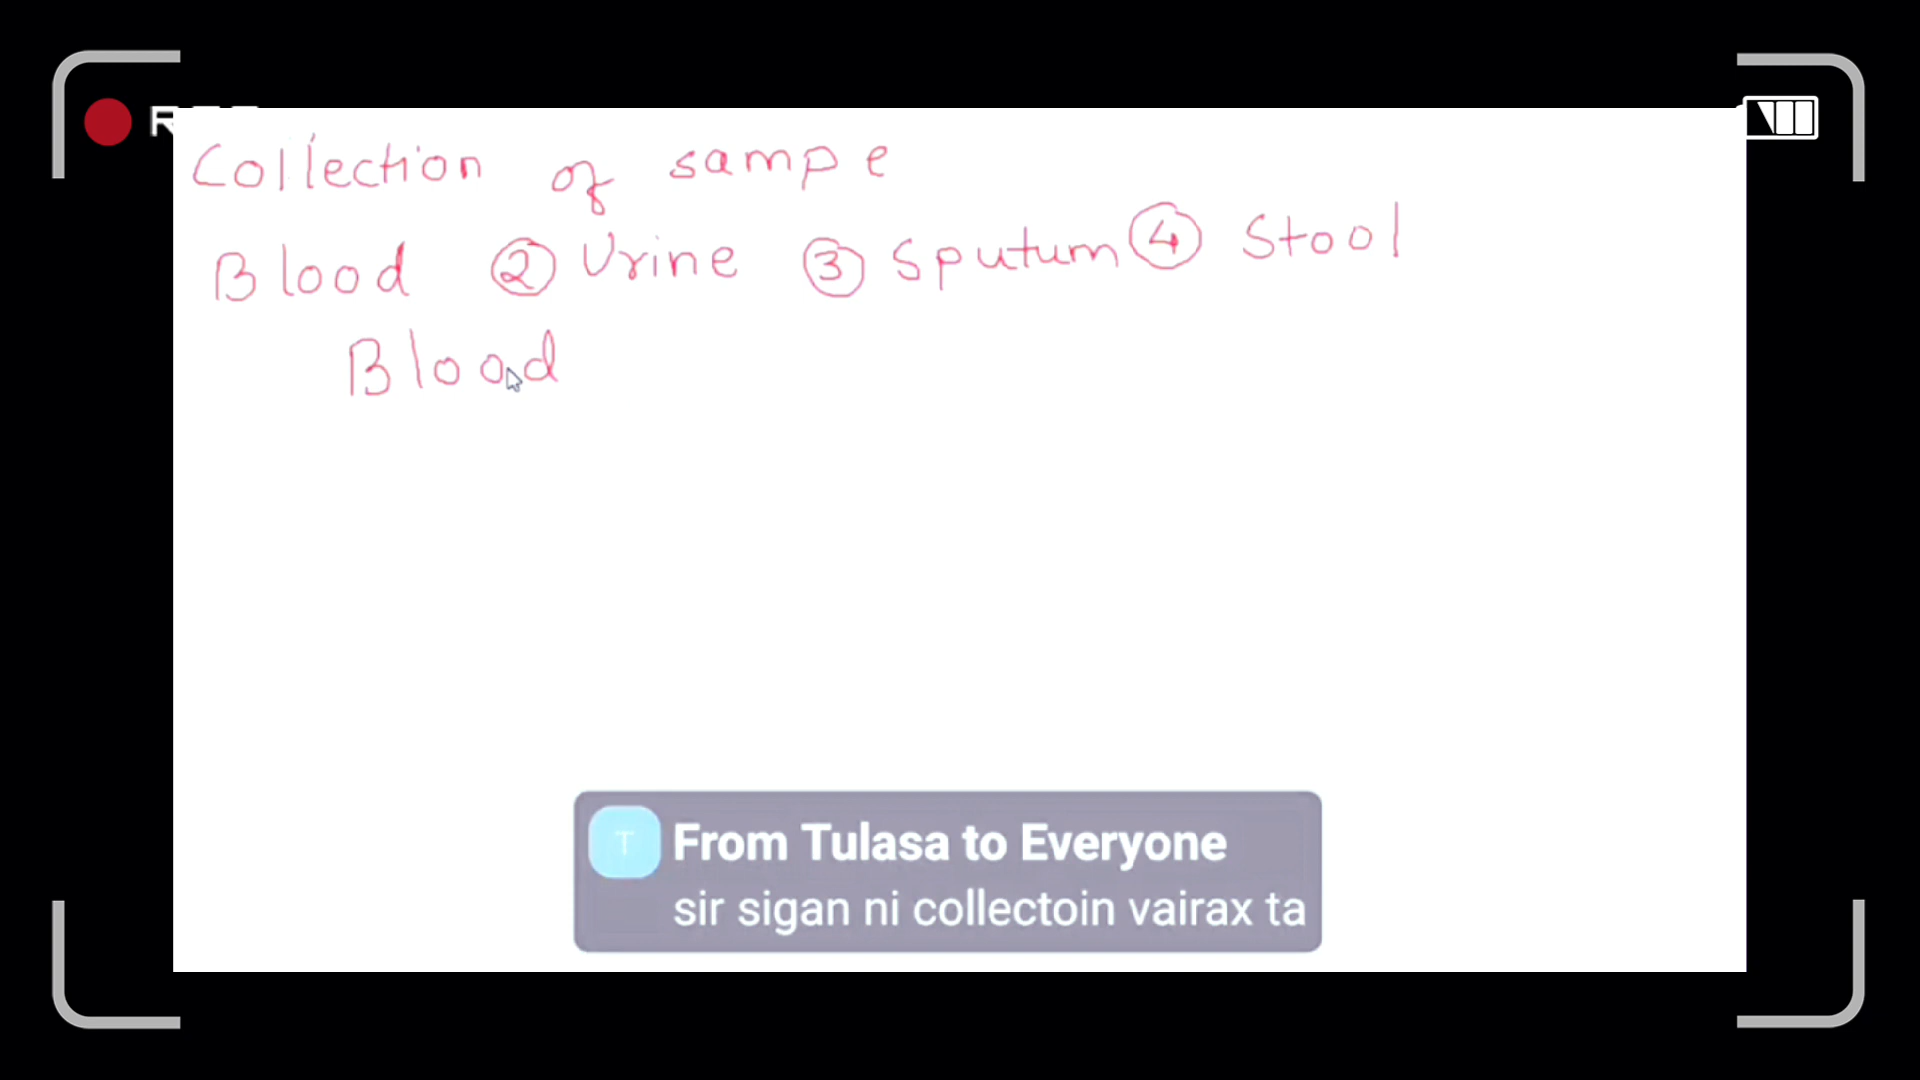 Collection of sampe
Blood ② Urine ③ Sputum ④ Stool
Blood
T From Tulasa to Everyone
sir sigan ni collectoin vairax ta